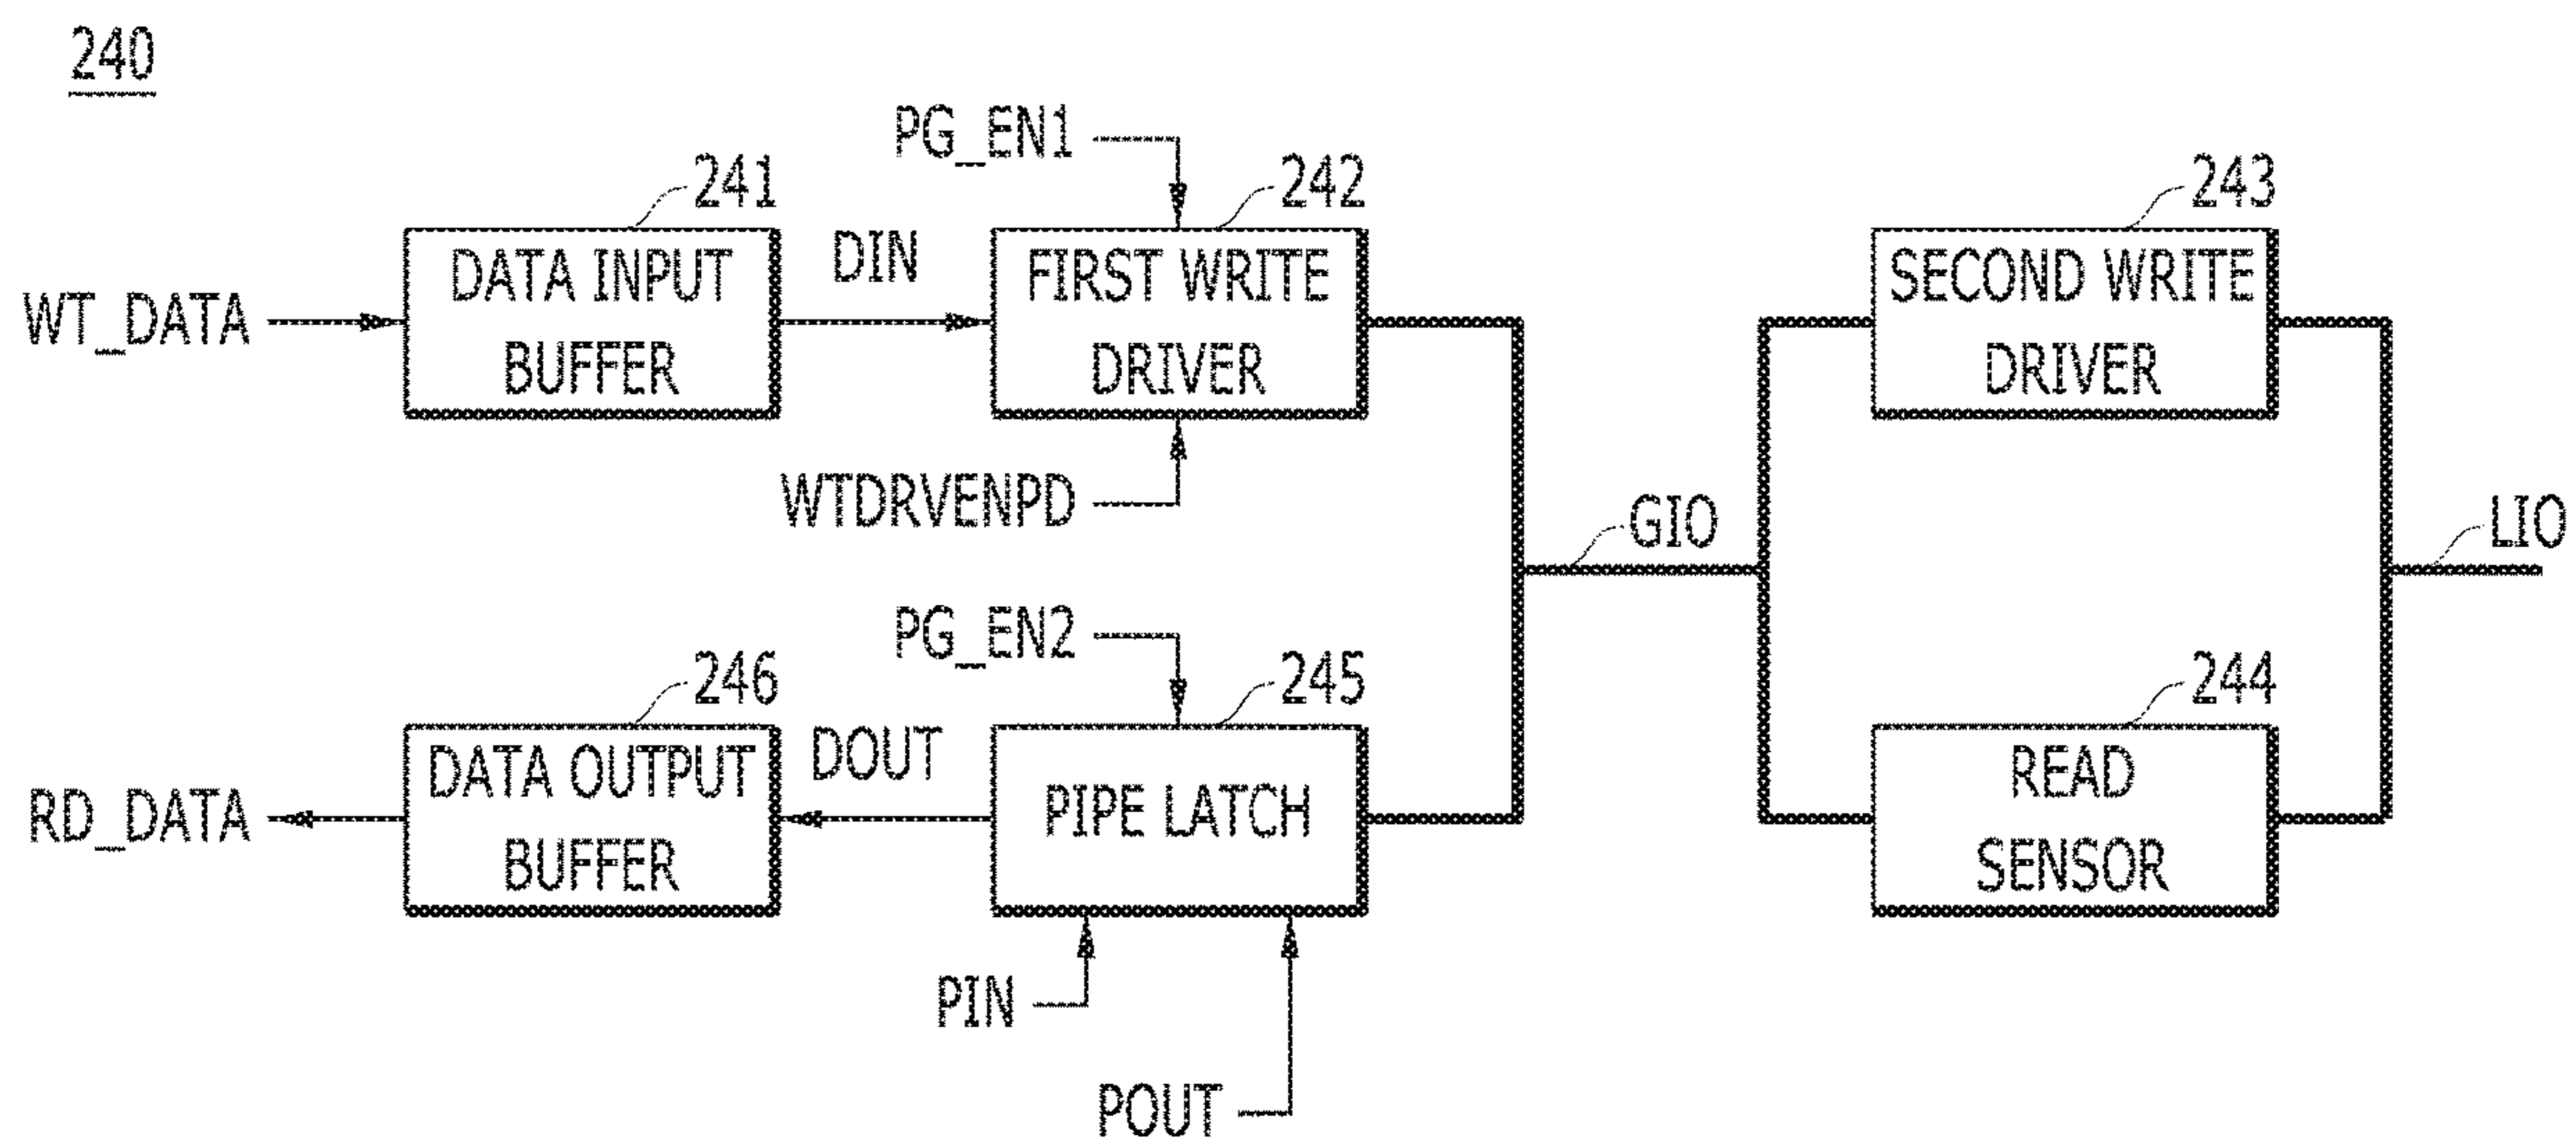 240
PG_EN1
241
242
243
DATA INPUT
BUFFER
DIN
FIRST WRITE
DRIVER
SECOND WRITE
DRIVER
WT_DATA
WTDRVENPD
GIO
LIO
PG_EN2
246
245
244
DATA OUTPUT
BUFFER
DOUT
PIPE LATCH
READ
SENSOR
RD_DATA
PIN
POUT